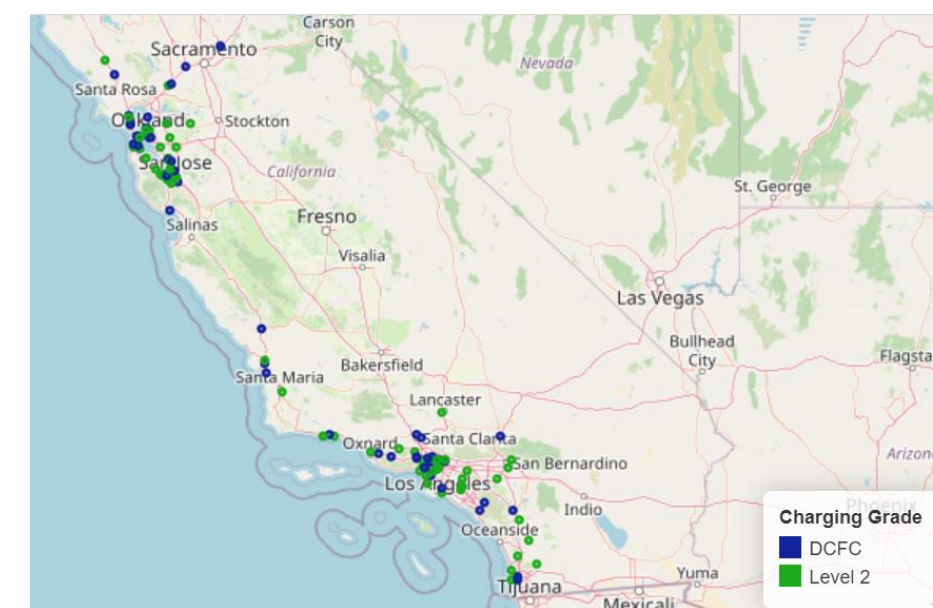 Carson
City
Sacramento
Nevada
Santa Rosa
Oakland
Stockton
San Jose
California
St. George
Fresno
Salinas
Visalia
Las Vegas
Bullhead
City
Bakersfield
Flagsta
Santa Maria
Lancaster
Oxnard
Santa Clarita
Arizon
San Bernardino
Los Angeles
Indio
Phoenix
Oceanside
Charging Grade
DCFC
Level 2
Tijuana
Yuma
Mexicali